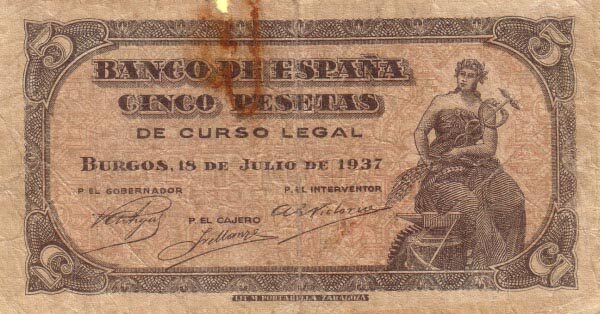 5 5
BANCO DE ESPAÑA
CINCO PESETAS
DE CURSO LEGAL
BURGOS, 18 DE JULIO DE 1937
P. EL GOBERNADOR P. EL INTERVENTOR
P. EL CAJERO
5 5
LIT. M. PORTABELLA ZARAGOZA